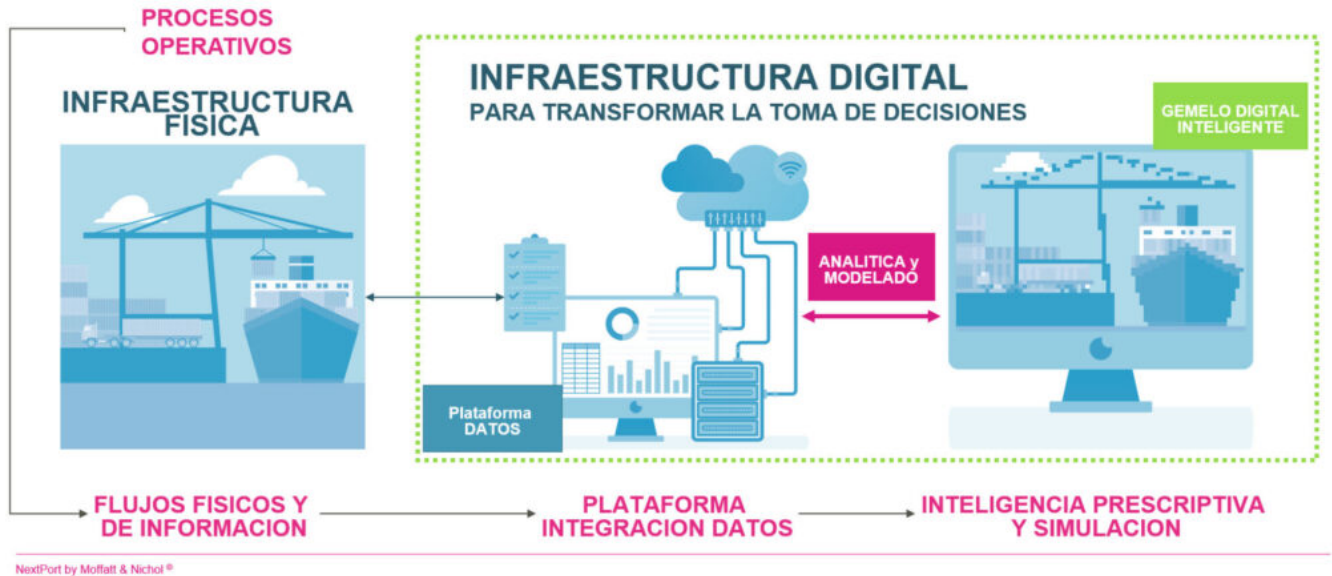 PROCESOS
OPERATIVOS
INFRAESTRUCTURA
FISICA
INFRAESTRUCTURA DIGITAL
PARA TRANSFORMAR LA TOMA DE DECISIONES
GEMELO DIGITAL
INTELIGENTE
ANALITICA y
MODELADO
Plataforma
DATOS
FLUJOS FISICOS Y
DE INFORMACION
PLATAFORMA
INTEGRACION DATOS
INTELIGENCIA PRESCRIPTIVA
Y SIMULACION
NextPort by Moffatt & Nichol ®